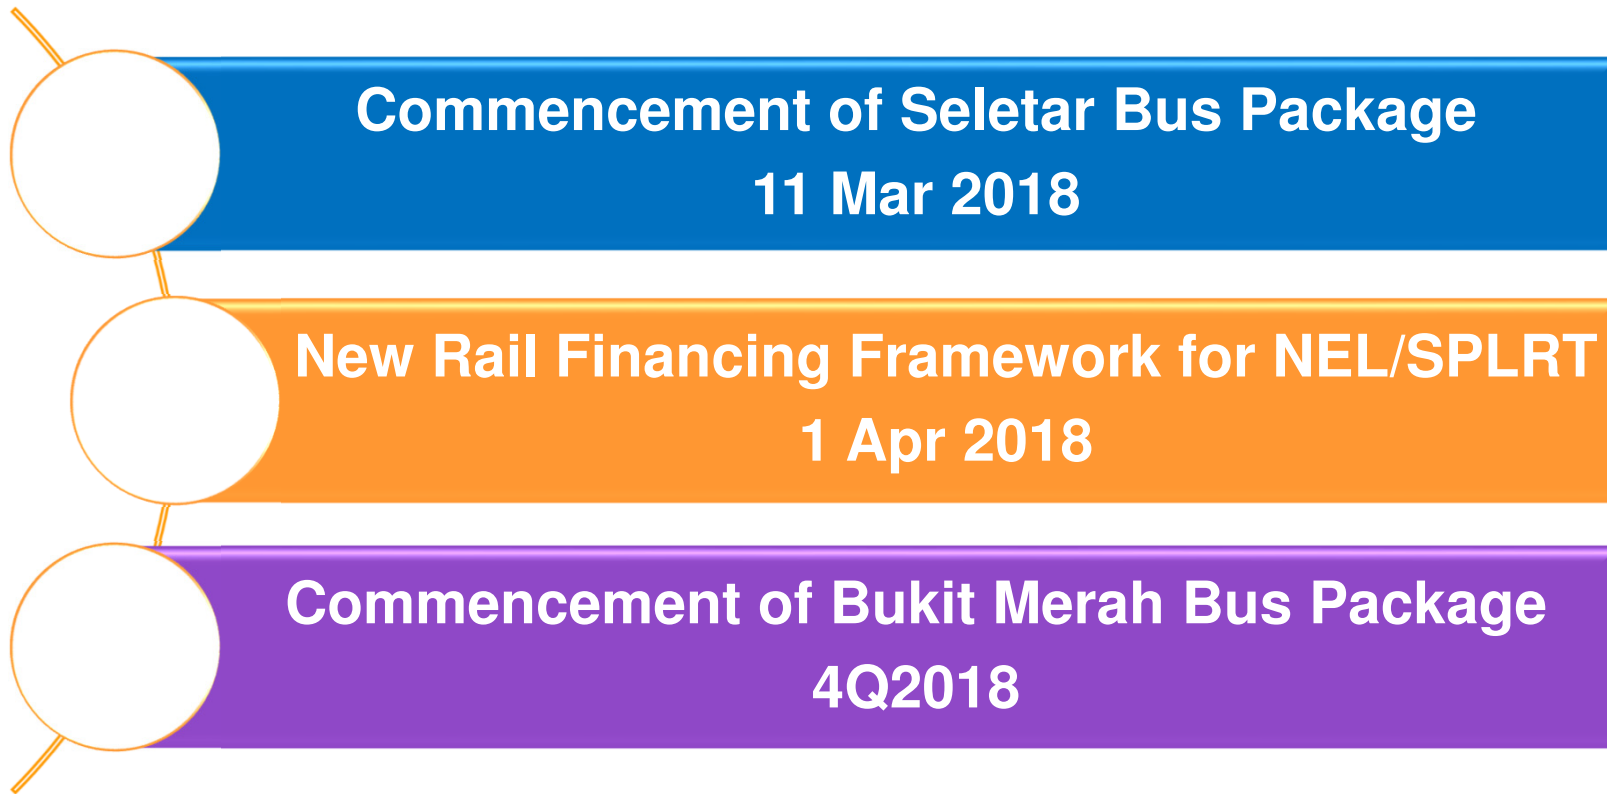 Commencement of Seletar Bus Package
11 Mar 2018
New Rail Financing Framework for NEL/SPLRT
1 Apr 2018
Commencement of Bukit Merah Bus Package
4Q2018